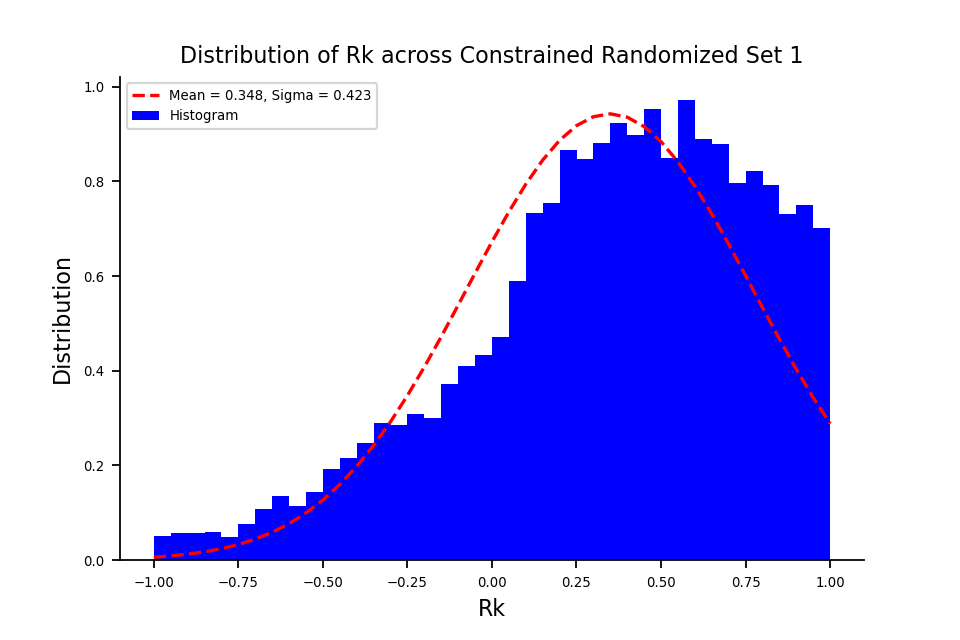 Distribution of Rk across Constrained Randomized Set 1
Mean = 0.348, Sigma = 0.423
Histogram
Distribution
1.0
0.8
0.6
0.4
0.2
0.0
−1.00 −0.75 −0.50 −0.25 0.00 0.25 0.50 0.75 1.00
Rk